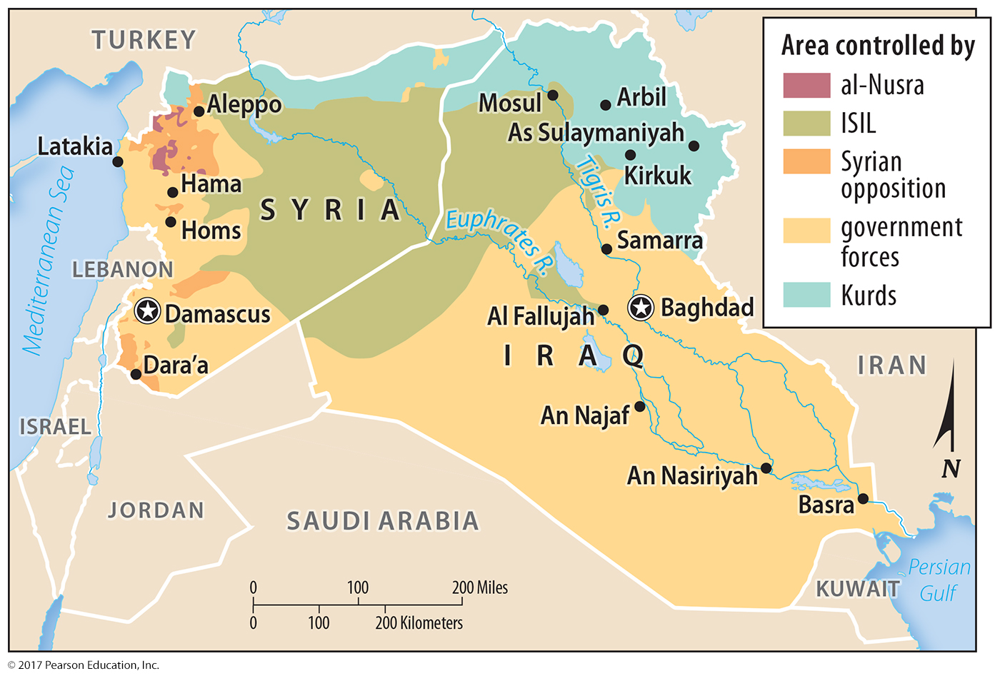 TURKEY
Area controlled by
al-Nusra
ISIL
Syrian
opposition
government
forces
Kurds
Aleppo
Mosul
Arbil
As Sulaymaniyah
Latakia
Kirkuk
Tigris R.
Hama
SYRIA
Euphrates R.
Homs
Samarra
Mediterranean Sea
LEBANON
Damascus
Al Fallujah
Baghdad
IRAQ
Dara’a
IRAN
An Najaf
ISRAEL
N
An Nasiriyah
Basra
JORDAN
SAUDI ARABIA
Persian
Gulf
KUWAIT
0 100 200 Miles
0 100 200 Kilometers
© 2017 Pearson Education, Inc.